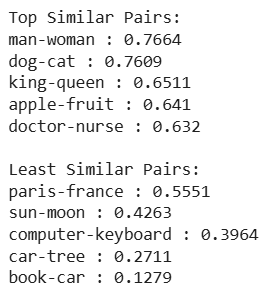 Top Similar Pairs:
man-woman : 0.7664
dog-cat : 0.7609
king-queen : 0.6511
apple-fruit : 0.641
doctor-nurse : 0.632

Least Similar Pairs:
paris-france : 0.5551
sun-moon : 0.4263
computer-keyboard : 0.3964
car-tree : 0.2711
book-car : 0.1279